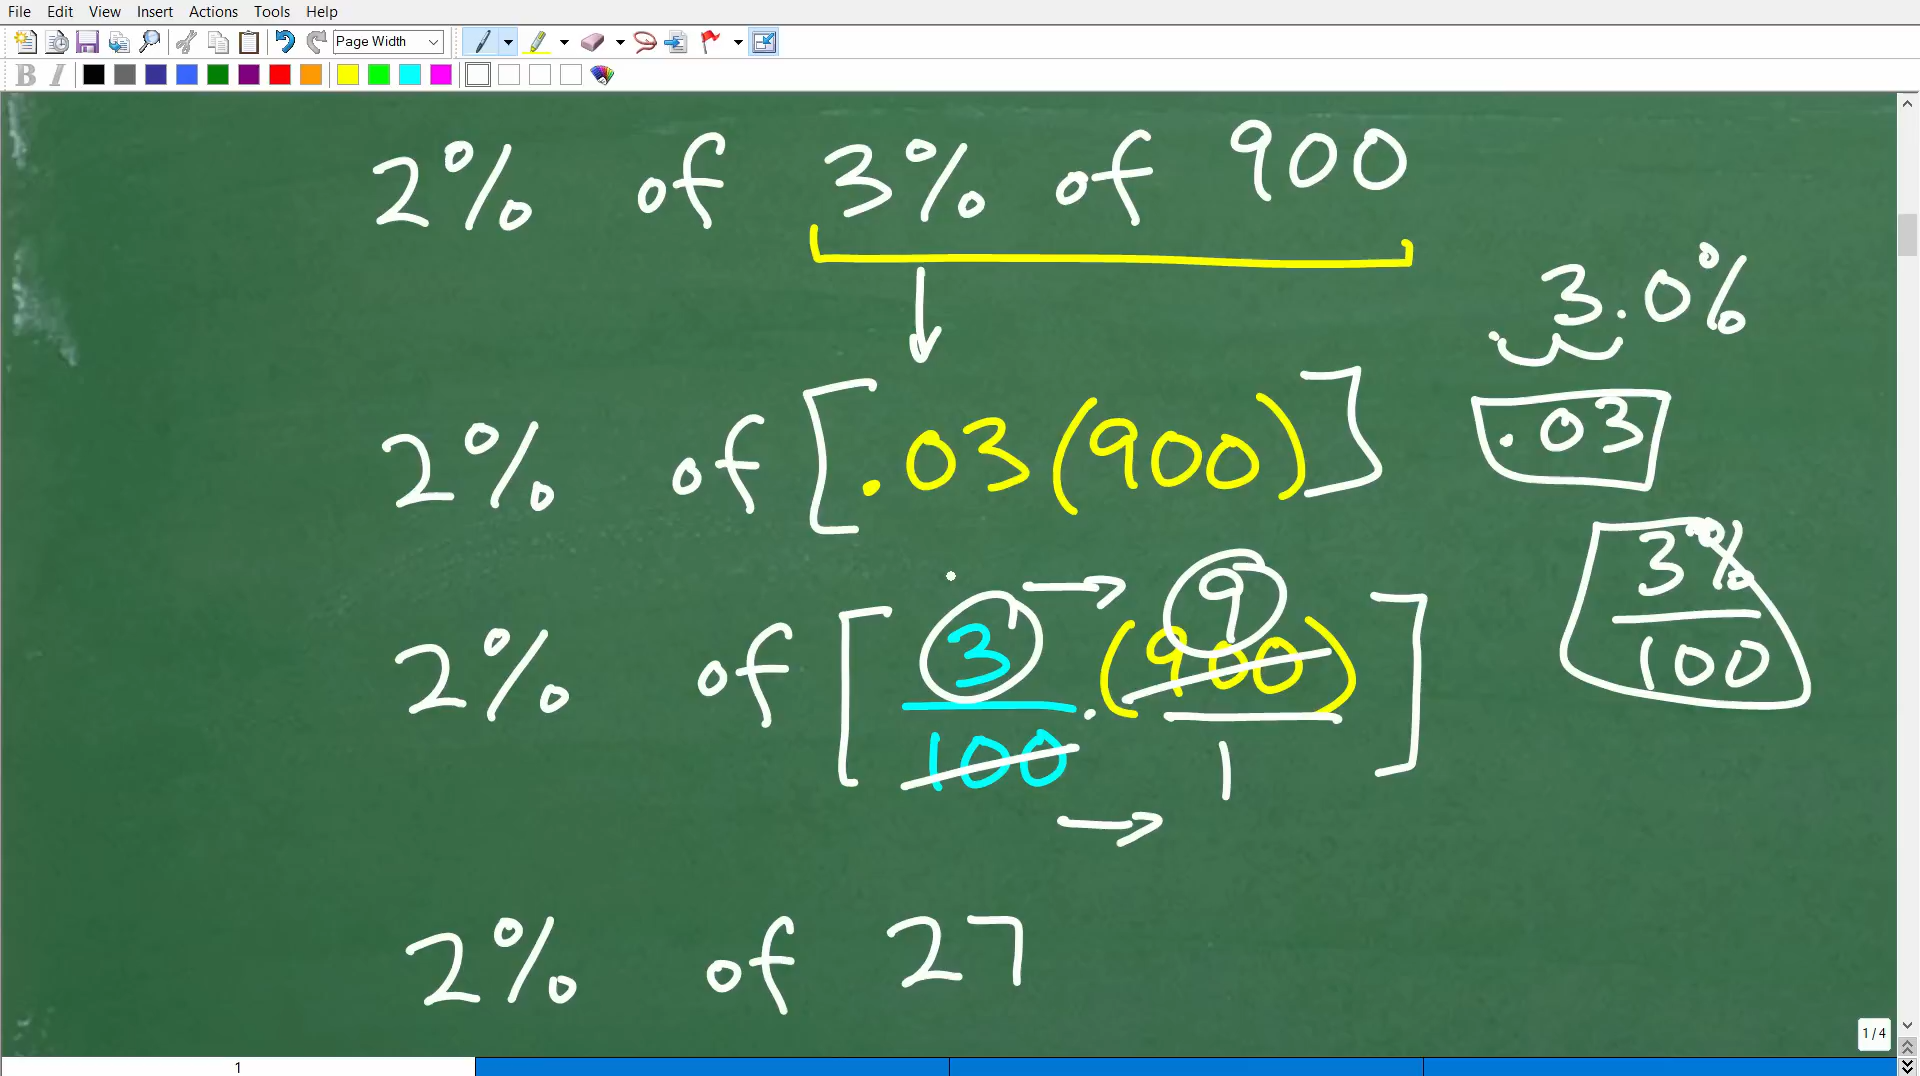 File Edit View Insert Actions Tools Help
Page Width
B I
2% of 3% of 900
3.0%
2% of [.03(900)]
.03
3%
100
9
2% of [3/100 · (900)/1]
2% of 27
1 / 4
1